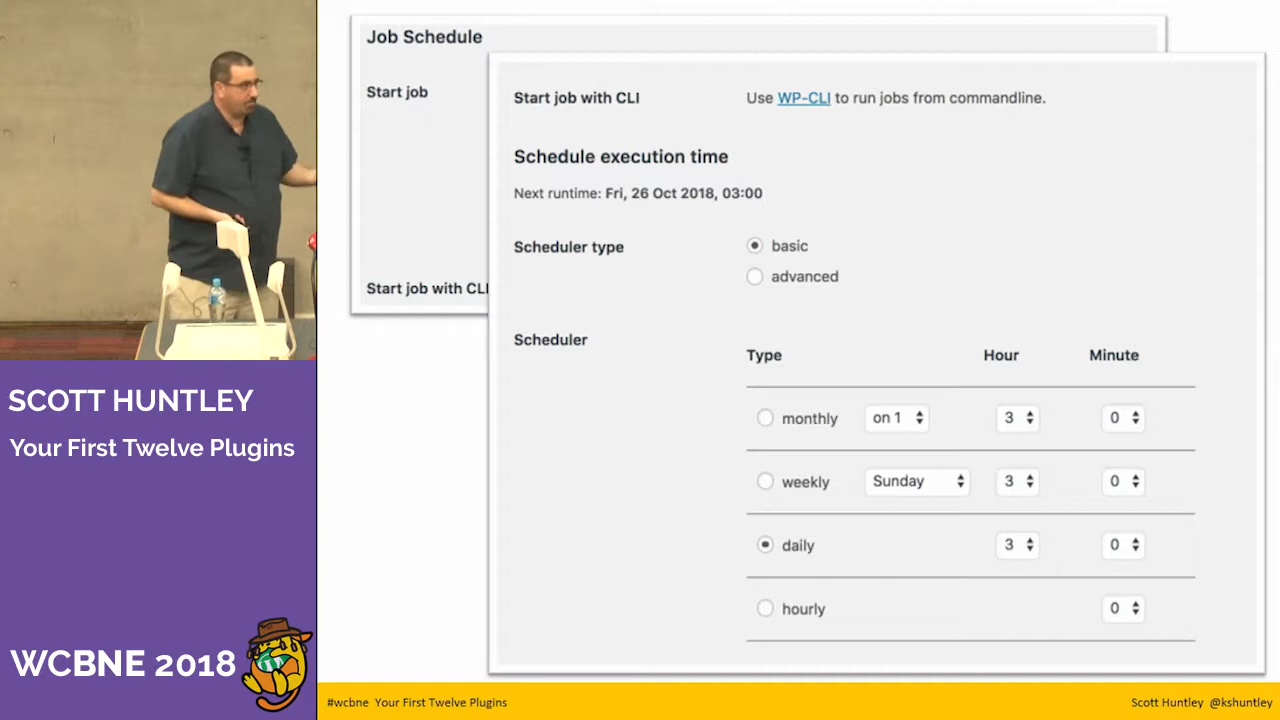 Job Schedule
Start job
Start job with CLI
Start job with CLI Use WP-CLI to run jobs from commandline.
Schedule execution time
Next runtime: Fri, 26 Oct 2018, 03:00
Scheduler type basic
advanced
Scheduler
Type Hour Minute
monthly on 1 3 0
weekly Sunday 3 0
daily 3 0
hourly 0
SCOTT HUNTLEY
Your First Twelve Plugins
WCBNE 2018
#wcbne Your First Twelve Plugins
Scott Huntley @kshuntley